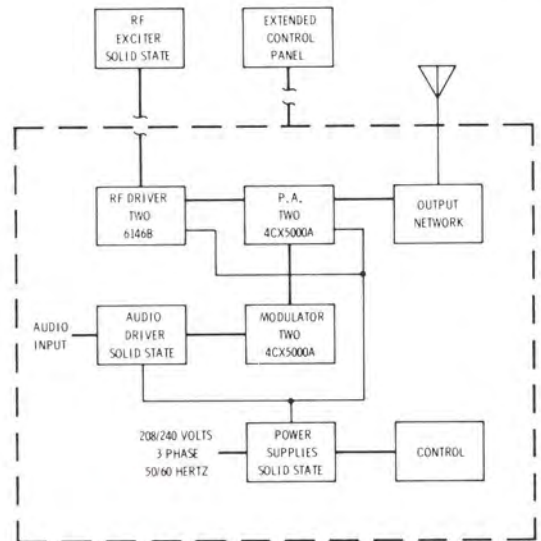 RF
EXCITER
SOLID STATE
EXTENDED
CONTROL
PANEL
RF DRIVER
TWO
6146B
P.A.
TWO
4CX5000A
OUTPUT
NETWORK
AUDIO
INPUT
AUDIO
DRIVER
SOLID STATE
MODULATOR
TWO
4CX5000A
208/240 VOLTS
3 PHASE
50/60 HERTZ
POWER
SUPPLIES
SOLID STATE
CONTROL